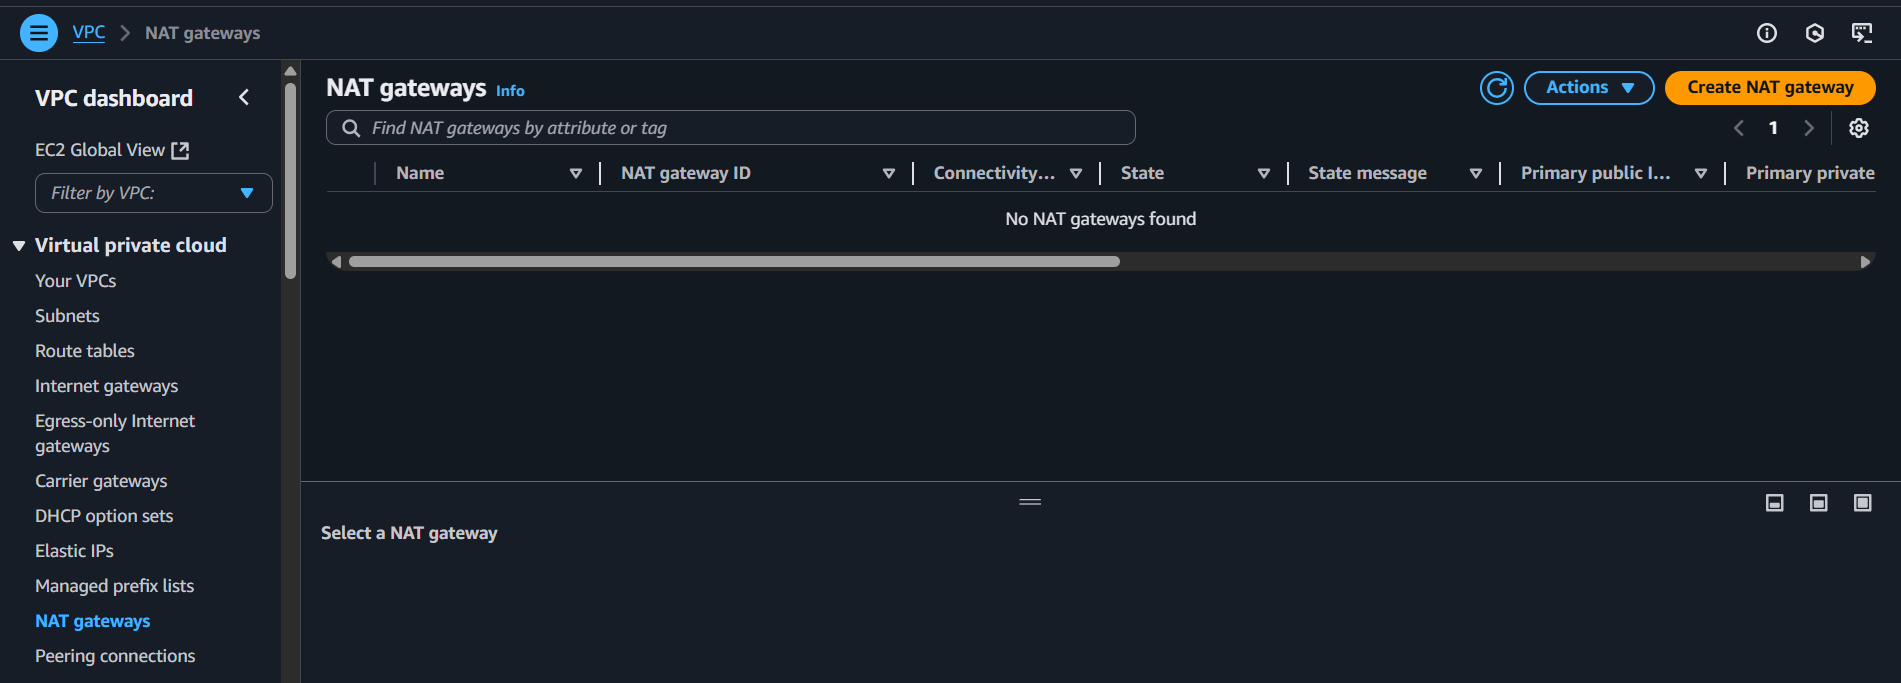 VPC > NAT gateways
VPC dashboard
EC2 Global View
Filter by VPC:
Virtual private cloud
Your VPCs
Subnets
Route tables
Internet gateways
Egress-only Internet
gateways
Carrier gateways
DHCP option sets
Elastic IPs
Managed prefix lists
NAT gateways
Peering connections
NAT gateways Info
Actions
Create NAT gateway
Find NAT gateways by attribute or tag
1
Name
NAT gateway ID
Connectivity...
State
State message
Primary public I...
Primary private
No NAT gateways found
Select a NAT gateway